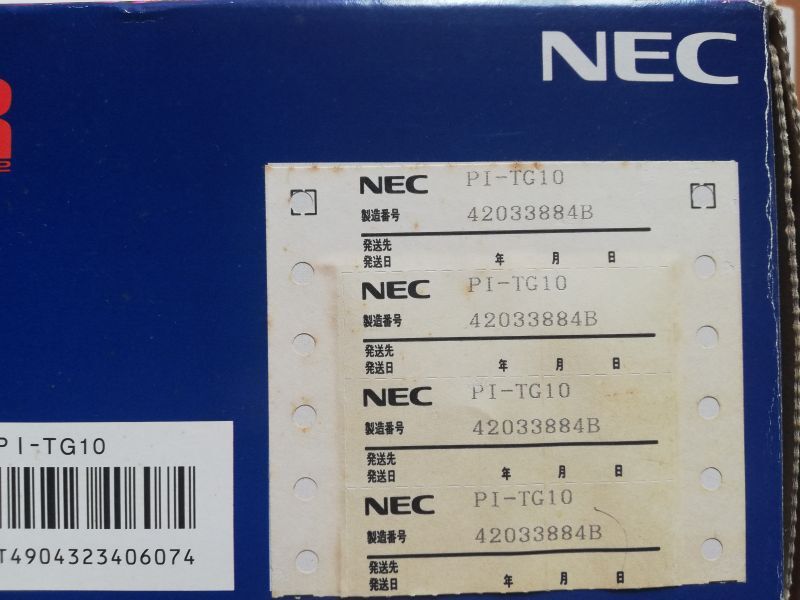 NEC
NEC PI-TG10
製造番号 42033884B
発送先
発送日 年 月 日
NEC PI-TG10
製造番号 42033884B
発送先
発送日 年 月 日
NEC PI-TG10
製造番号 42033884B
発送先
発送日 年 月 日
NEC PI-TG10
製造番号 42033884B
発送先
発送日 年 月 日
PI-TG10
T4904323406074